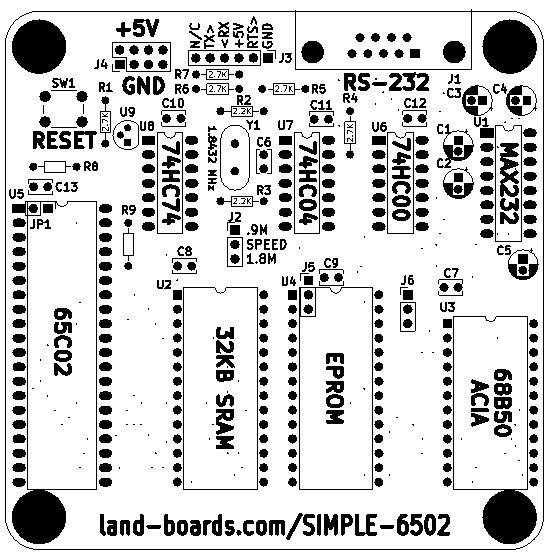 +5V
N/C
TX>
<RX
+5V
RTS>
GND
J4
J3
GND
RS-232
J1
SW1
R7
2.7K
R6
2.7K
2.7K
R5
C3
C4
R1
2.7K
U9
C10
R2
2.2K
C11
R4
2.7K
C12
RESET
U8
74HC74
1.8432 MHz
Y1
C6
U7
74HC04
U6
74HC00
C1
C2
U1
MAX232
R8
C13
R3
2.2K
U5
JP1
R9
J2
.9M
SPEED
1.8M
C8
J5
C9
C5
C7
U2
U4
J6
U3
65C02
32KB SRAM
EPROM
68B50
ACIA
land-boards.com/SIMPLE-6502